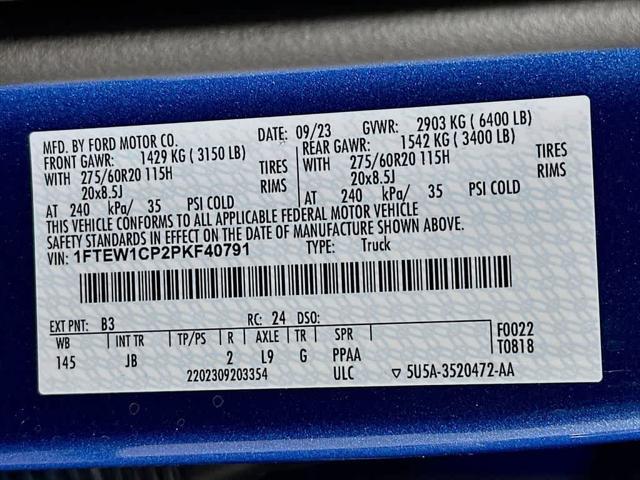 MFD. BY FORD MOTOR CO. DATE: 09/23 GVWR: 2903 KG ( 6400 LB)
FRONT GAWR: 1429 KG ( 3150 LB) REAR GAWR: 1542 KG ( 3400 LB)
WITH 275/60R20 115H TIRES WITH 275/60R20 115H TIRES
20x8.5J RIMS 20x8.5J RIMS
AT 240 kPa/ 35 PSI COLD AT 240 kPa/ 35 PSI COLD
THIS VEHICLE CONFORMS TO ALL APPLICABLE FEDERAL MOTOR VEHICLE
SAFETY STANDARDS IN EFFECT ON THE DATE OF MANUFACTURE SHOWN ABOVE.
VIN: 1FTEW1CP2PKF40791 TYPE: Truck
EXT PNT: B3 RC: 24 DSO:
WB INT TR TP/PS R AXLE TR SPR F0022
145 JB 2 L9 G PPAA T0818
2202309203354 ULC ▽ 5U5A-3520472-AA